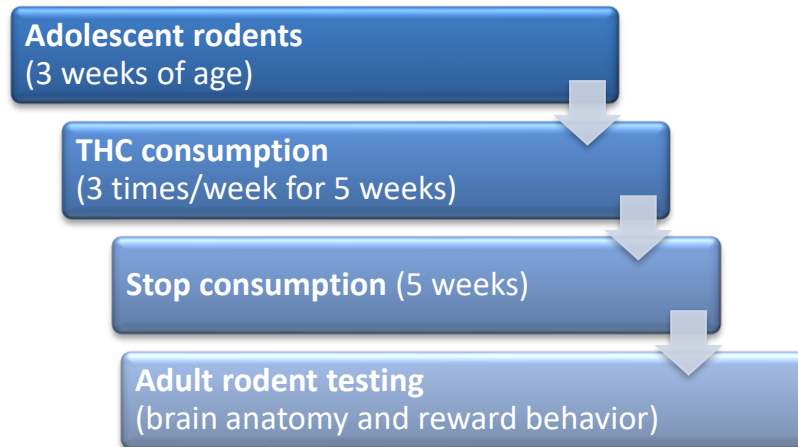 Adolescent rodents
(3 weeks of age)
THC consumption
(3 times/week for 5 weeks)
Stop consumption (5 weeks)
Adult rodent testing
(brain anatomy and reward behavior)